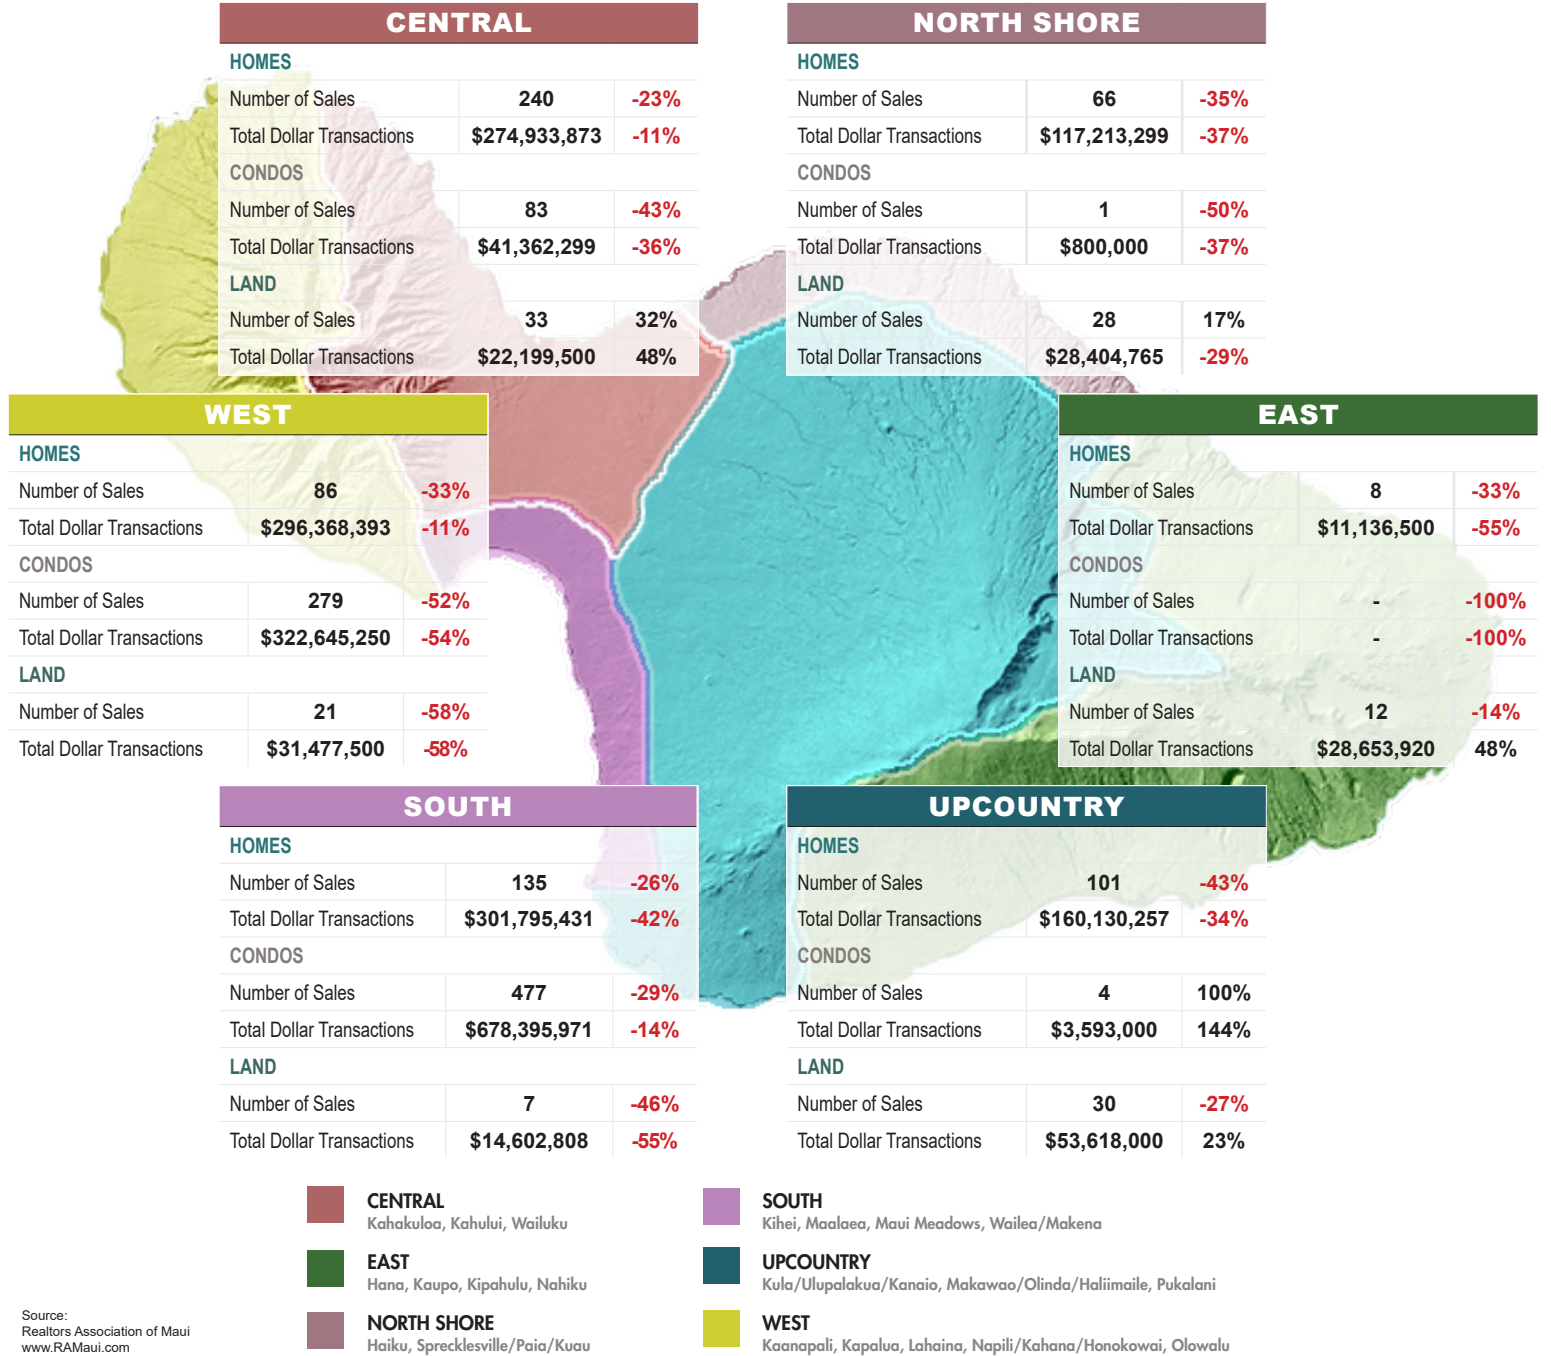 CENTRAL
HOMES
Number of Sales 240 -23%
Total Dollar Transactions $274,933,873 -11%
CONDOS
Number of Sales 83 -43%
Total Dollar Transactions $41,362,299 -36%
LAND
Number of Sales 33 32%
Total Dollar Transactions $22,199,500 48%
NORTH SHORE
HOMES
Number of Sales 66 -35%
Total Dollar Transactions $117,213,299 -37%
CONDOS
Number of Sales 1 -50%
Total Dollar Transactions $800,000 -37%
LAND
Number of Sales 28 17%
Total Dollar Transactions $28,404,765 -29%
WEST
HOMES
Number of Sales 86 -33%
Total Dollar Transactions $296,368,393 -11%
CONDOS
Number of Sales 279 -52%
Total Dollar Transactions $322,645,250 -54%
LAND
Number of Sales 21 -58%
Total Dollar Transactions $31,477,500 -58%
EAST
HOMES
Number of Sales 8 -33%
Total Dollar Transactions $11,136,500 -55%
CONDOS
Number of Sales - -100%
Total Dollar Transactions - -100%
LAND
Number of Sales 12 -14%
Total Dollar Transactions $28,653,920 48%
SOUTH
HOMES
Number of Sales 135 -26%
Total Dollar Transactions $301,795,431 -42%
CONDOS
Number of Sales 477 -29%
Total Dollar Transactions $678,395,971 -14%
LAND
Number of Sales 7 -46%
Total Dollar Transactions $14,602,808 -55%
UPCOUNTRY
HOMES
Number of Sales 101 -43%
Total Dollar Transactions $160,130,257 -34%
CONDOS
Number of Sales 4 100%
Total Dollar Transactions $3,593,000 144%
LAND
Number of Sales 30 -27%
Total Dollar Transactions $53,618,000 23%
CENTRAL
Kahakuloa, Kahului, Wailuku
EAST
Hana, Kaupo, Kipahulu, Nahiku
NORTH SHORE
Haiku, Sprecklesville/Paia/Kuau
SOUTH
Kihei, Maalaea, Maui Meadows, Wailea/Makena
UPCOUNTRY
Kula/Ulupalakua/Kanaio, Makawao/Olinda/Haliimaile, Pukalani
WEST
Kaanapali, Kapalua, Lahaina, Napili/Kahana/Honokowai, Olowalu
Source:
Realtors Association of Maui
www.RAMaui.com